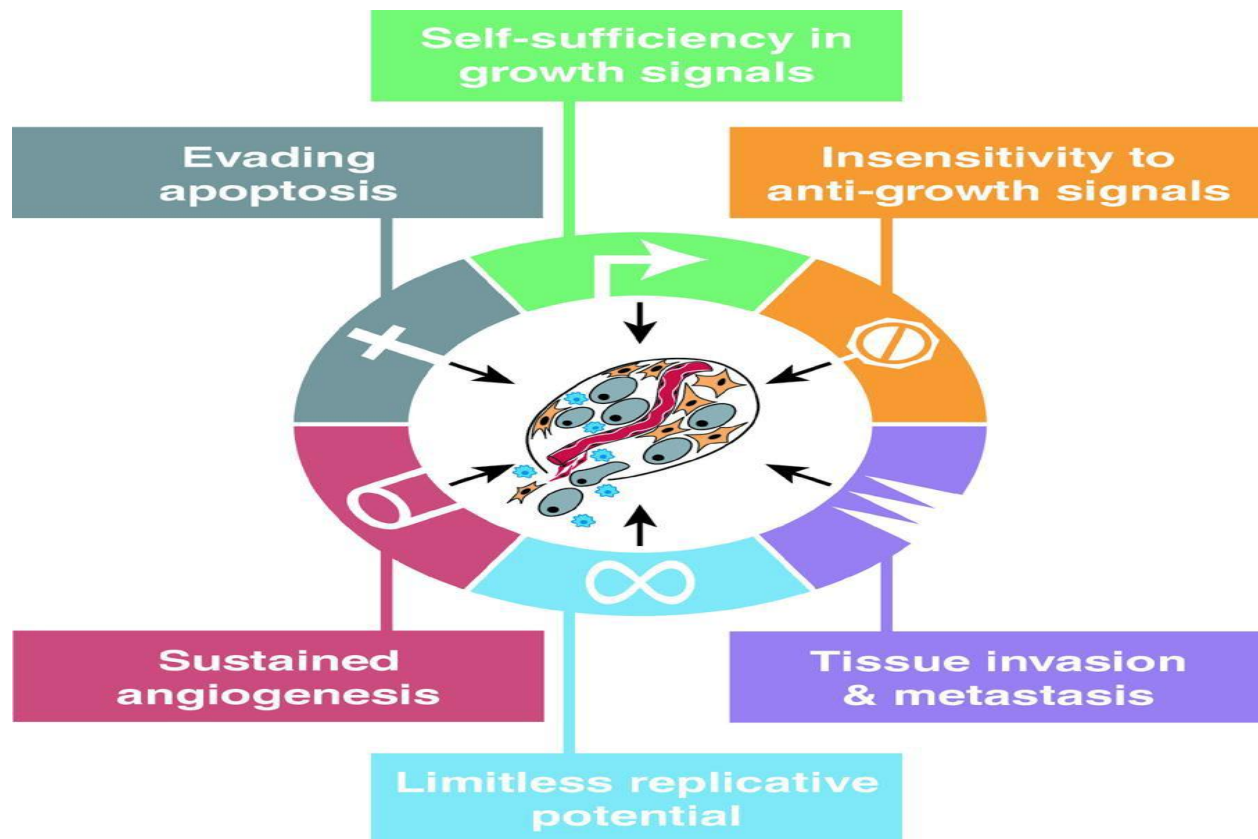 Self-sufficiency in
growth signals
Evading
apoptosis
Insensitivity to
anti-growth signals
Sustained
angiogenesis
Tissue invasion
& metastasis
Limitless replicative
potential